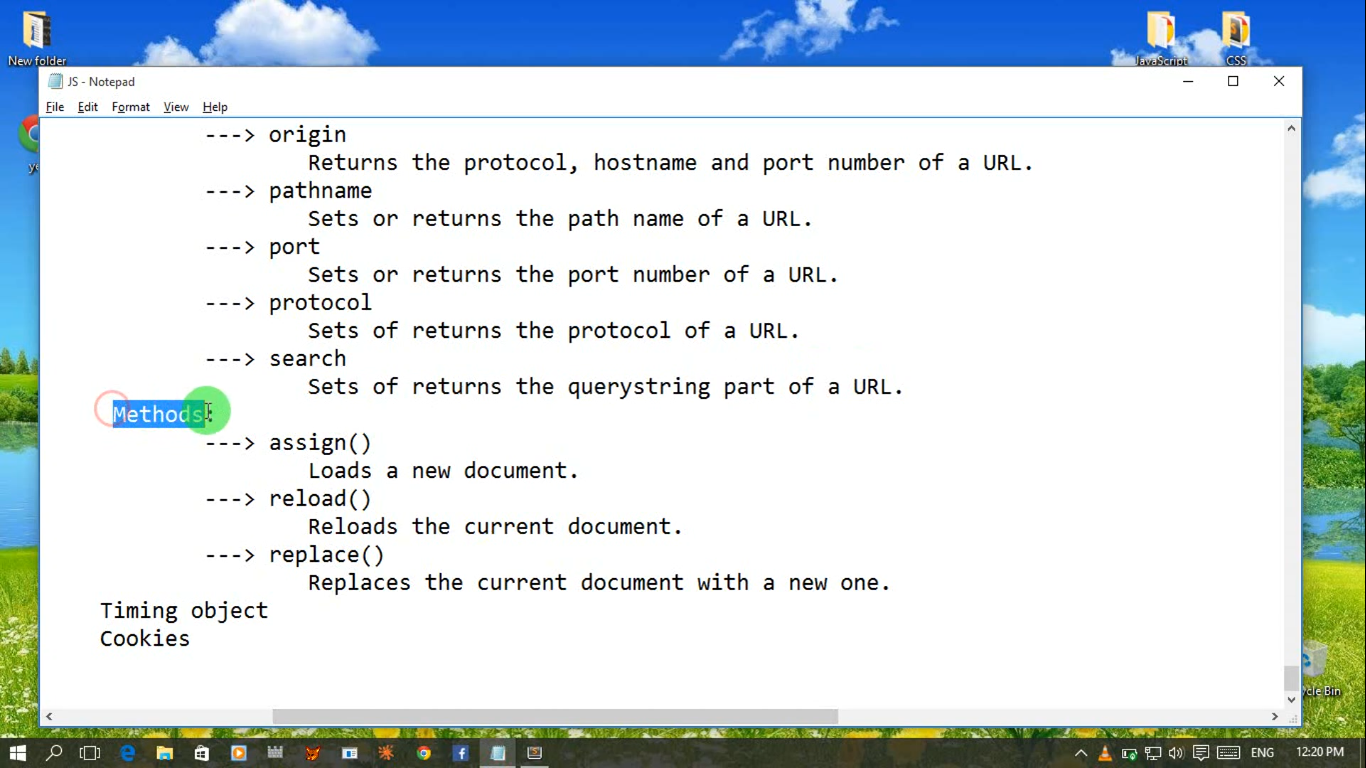 New folder
JavaScript
CSS
JS - Notepad
File Edit Format View Help
---> origin
Returns the protocol, hostname and port number of a URL.
---> pathname
Sets or returns the path name of a URL.
---> port
Sets or returns the port number of a URL.
---> protocol
Sets of returns the protocol of a URL.
---> search
Sets of returns the querystring part of a URL.
Methods:
---> assign()
Loads a new document.
---> reload()
Reloads the current document.
---> replace()
Replaces the current document with a new one.
Timing object
Cookies
cle Bin
ENG 12:20 PM